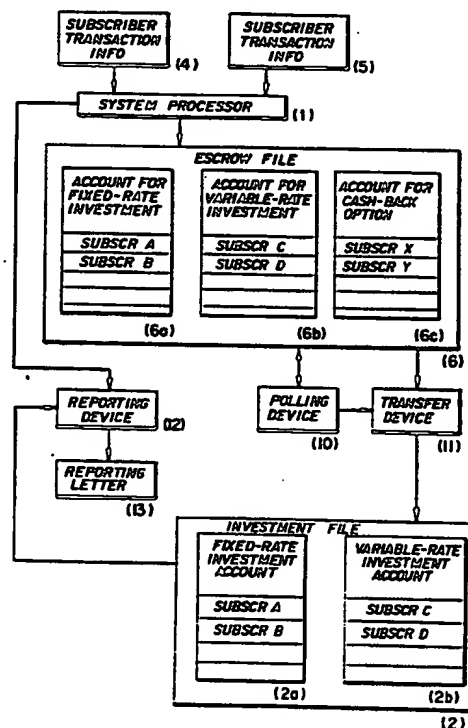 SUBSCRIBER
TRANSACTION
INFO
(4)
SUBSCRIBER
TRANSACTION
INFO
(5)
SYSTEM PROCESSOR
(1)
ESCROW FILE
ACCOUNT FOR
FIXED-RATE
INVESTMENT
SUBSCR A
SUBSCR B
(6a)
ACCOUNT FOR
VARIABLE-RATE
INVESTMENT
SUBSCR C
SUBSCR D
(6b)
ACCOUNT FOR
CASH-BACK
OPTION
SUBSCR X
SUBSCR Y
(6c)
(6)
REPORTING
DEVICE
(12)
POLLING
DEVICE
(10)
TRANSFER
DEVICE
(11)
REPORTING
LETTER
(13)
INVESTMENT FILE
FIXED-RATE
INVESTMENT
ACCOUNT
SUBSCR A
SUBSCR B
(2a)
VARIABLE-RATE
INVESTMENT
ACCOUNT
SUBSCR C
SUBSCR D
(2b)
(2)